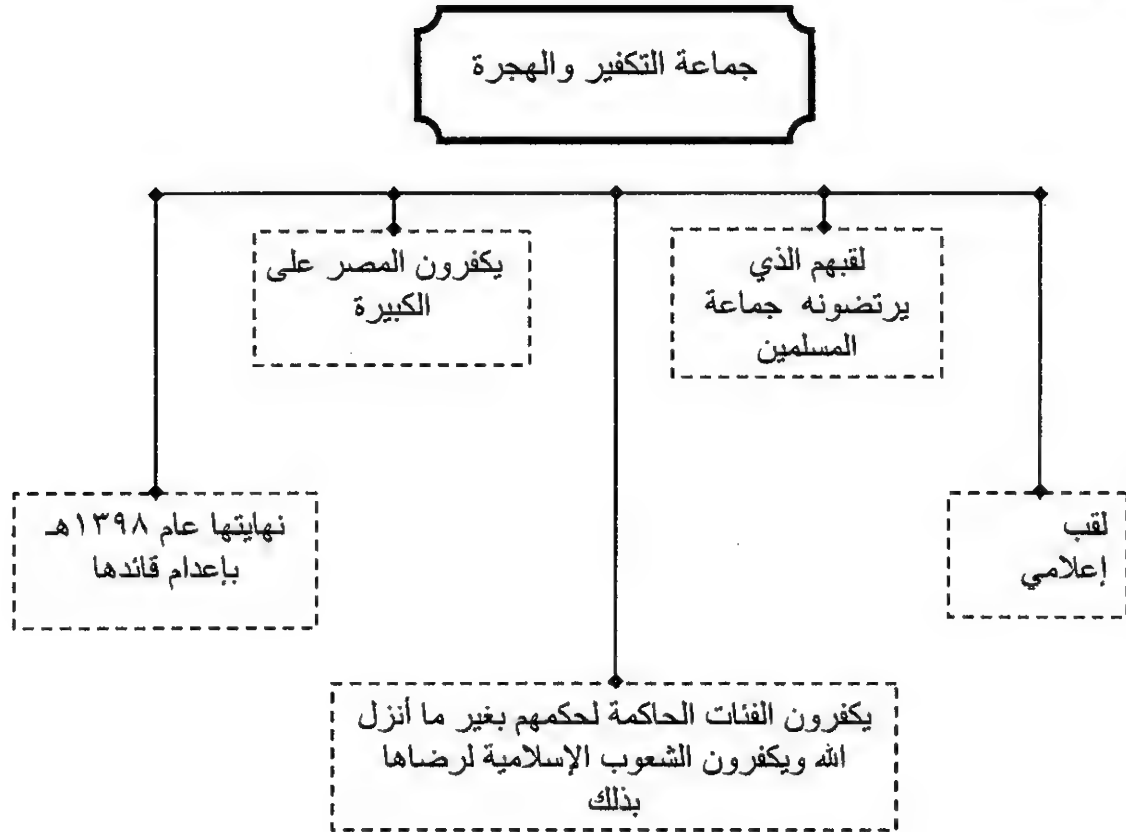 جماعة التكفير والهجرة
لقبهم الذي
يرتضونه جماعة
المسلمين
يكفرون المصر على
الكبيرة
لقب
إعلامي
نهايتها عام ١٣٩٨هـ
بإعدام قائدها
يكفرون الفئات الحاكمة لحكمهم بغير ما أنزل
الله ويكفرون الشعوب الإسلامية لرضاها
بذلك